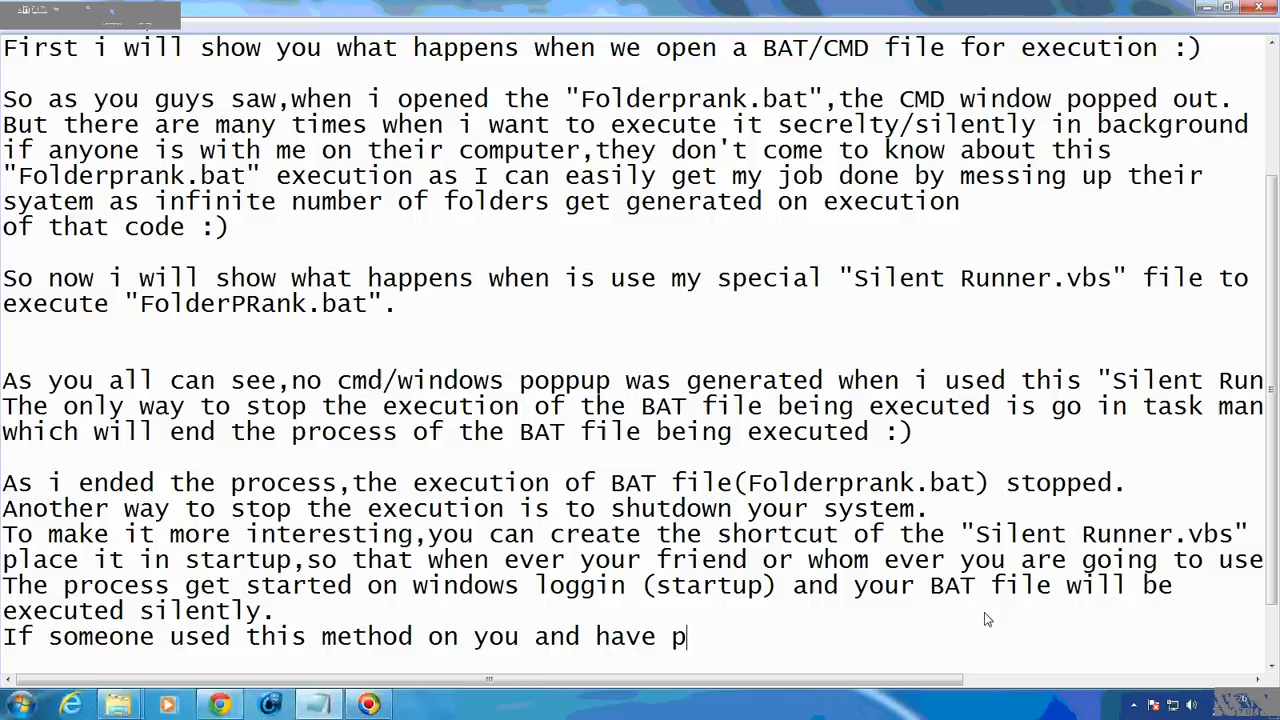 First i will show you what happens when we open a BAT/CMD file for execution :)
So as you guys saw,when i opened the "Folderprank.bat",the CMD window popped out.
But there are many times when i want to execute it secrelty/silently in background
if anyone is with me on their computer,they don't come to know about this
"Folderprank.bat" execution as I can easily get my job done by messing up their
syatem as infinite number of folders get generated on execution
of that code :)
So now i will show what happens when is use my special "Silent Runner.vbs" file to
execute "FolderPRank.bat".
As you all can see,no cmd/windows poppup was generated when i used this "Silent Run
The only way to stop the execution of the BAT file being executed is go in task man
which will end the process of the BAT file being executed :)
As i ended the process,the execution of BAT file(Folderprank.bat) stopped.
Another way to stop the execution is to shutdown your system.
To make it more interesting,you can create the shortcut of the "Silent Runner.vbs"
place it in startup,so that when ever your friend or whom ever you are going to use
The process get started on windows loggin (startup) and your BAT file will be
executed silently.
If someone used this method on you and have p